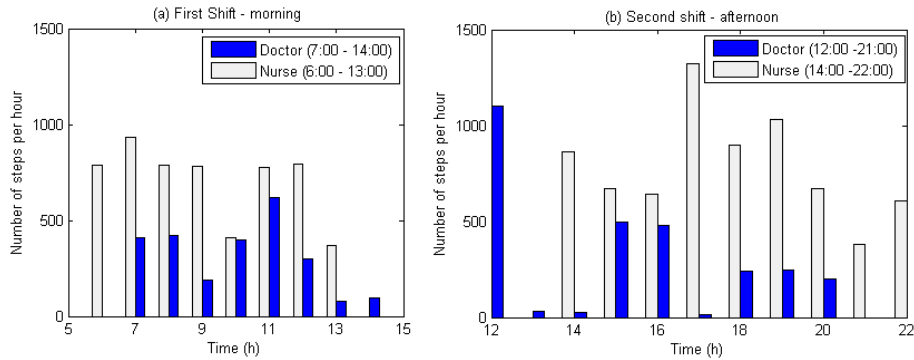 (a) First Shift - morning
1500
1000
500
0
Number of steps per hour
Doctor (7:00 - 14:00)
Nurse (6:00 - 13:00)
5 7 9 11 13 15
Time (h)
(b) Second shift - afternoon
1500
1000
500
0
Number of steps per hour
Doctor (12:00 -21:00)
Nurse (14:00 -22:00)
12 14 16 18 20 22
Time (h)